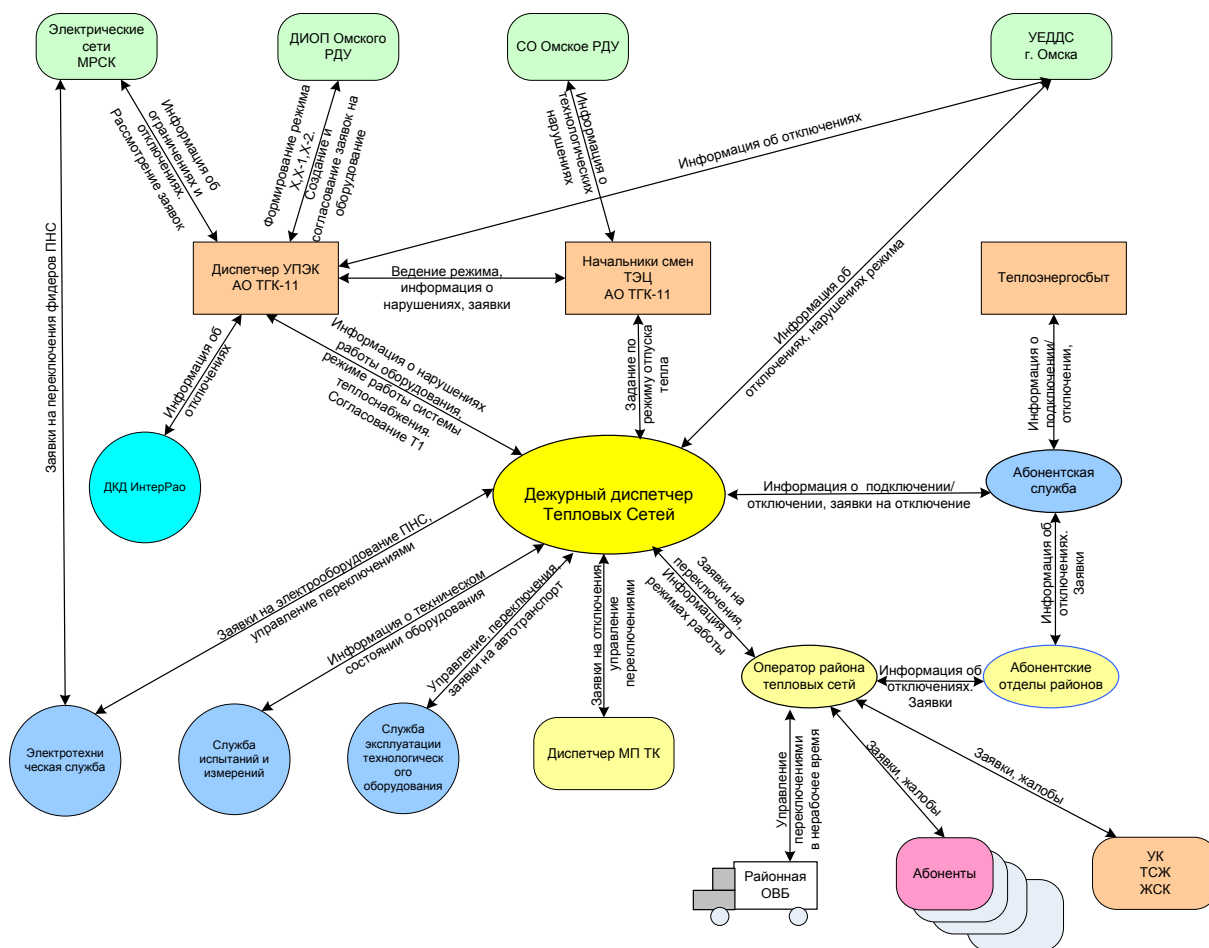 Электрические
сети
МРСК
ДИОП Омского
РДУ
СО Омское РДУ
УЕДДС
г. Омска
Информация об
ограничениях и
отключениях.
Рассмотрение заявок
Формирование режима
Х,Х-1.Х-2.
Создание и
согласование заявок на
оборудование
Информация о
технологических
нарушениях
Информация об отключениях
Заявки на переключения фидеров ПНС
Диспетчер УПЭК
АО ТГК-11
Ведение режима,
информация о
нарушениях, заявки
Начальники смен
ТЭЦ
АО ТГК-11
Теплоэнергосбыт
Информация об
отключениях, нарушениях режима
Информация об
отключениях
Информация о нарушениях
работы оборудования,
режиме работы системы
теплоснабжения.
Согласование Т1
Задание по
режиму отпуска
тепла
Информация о
подключении/
отключении,
ДКД ИнтерРао
Дежурный диспетчер
Тепловых Сетей
Информация о подключении/
отключении, заявки на отключение
Абонентская
служба
Заявки на электрооборудование ПНС,
управление переключениями
Информация о техническом
состоянии оборудования
Управление, переключения,
заявки на автотранспорт
Заявки на отключения
управление
переключениями
Заявки на
переключения,
Информация о
режимах работы
Информация об
отключениях.
Заявки
Оператор района
тепловых сетей
Информация об
отключениях.
Заявки
Абонентские
отделы районов
Электротехни
ческая служба
Служба
испытаний и
измерений
Служба
эксплуатации
технологическ
ого оборудования
Диспетчер МП ТК
Управление
переключениями
в нерабочее время
Заявки, жалобы
Заявки, жалобы
Районная
ОВБ
Абоненты
УК
ТСЖ
ЖСК